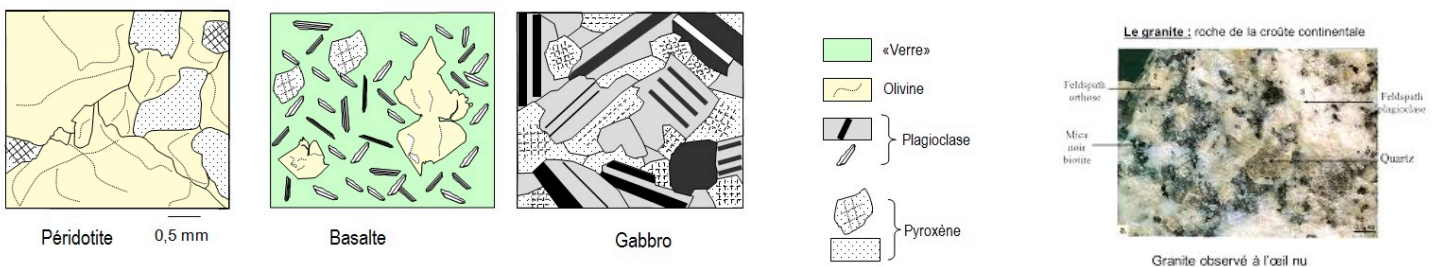 Péridotite
0,5 mm
Basalte
Gabbro
«Verre»
Olivine
Plagioclase
Pyroxène
Le granite : roche de la croûte continentale
Feldspath
orthose
Mica
noir
biotite
Feldspath
plagioclase
Quartz
a.
Granite observé à l'œil nu